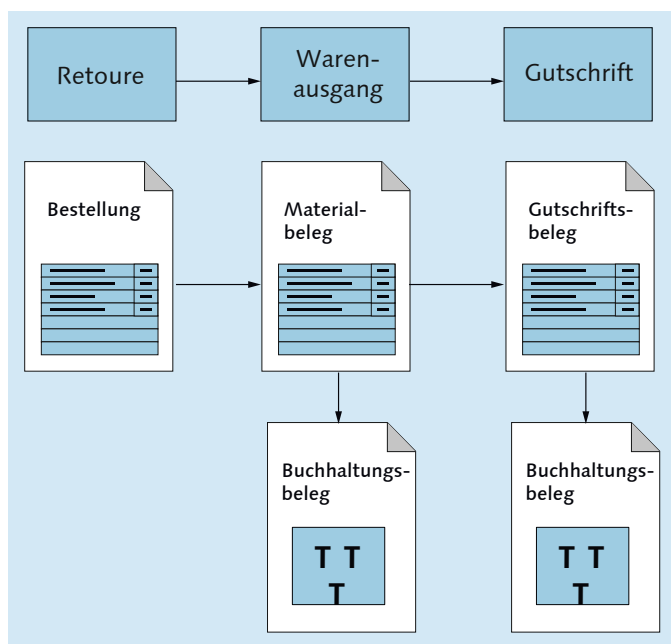 Retoure
Waren-
ausgang
Gutschrift
Bestellung
Material-
beleg
Gutschrifts-
beleg
Buchhaltungs-
beleg
T T
T
Buchhaltungs-
beleg
T T
T